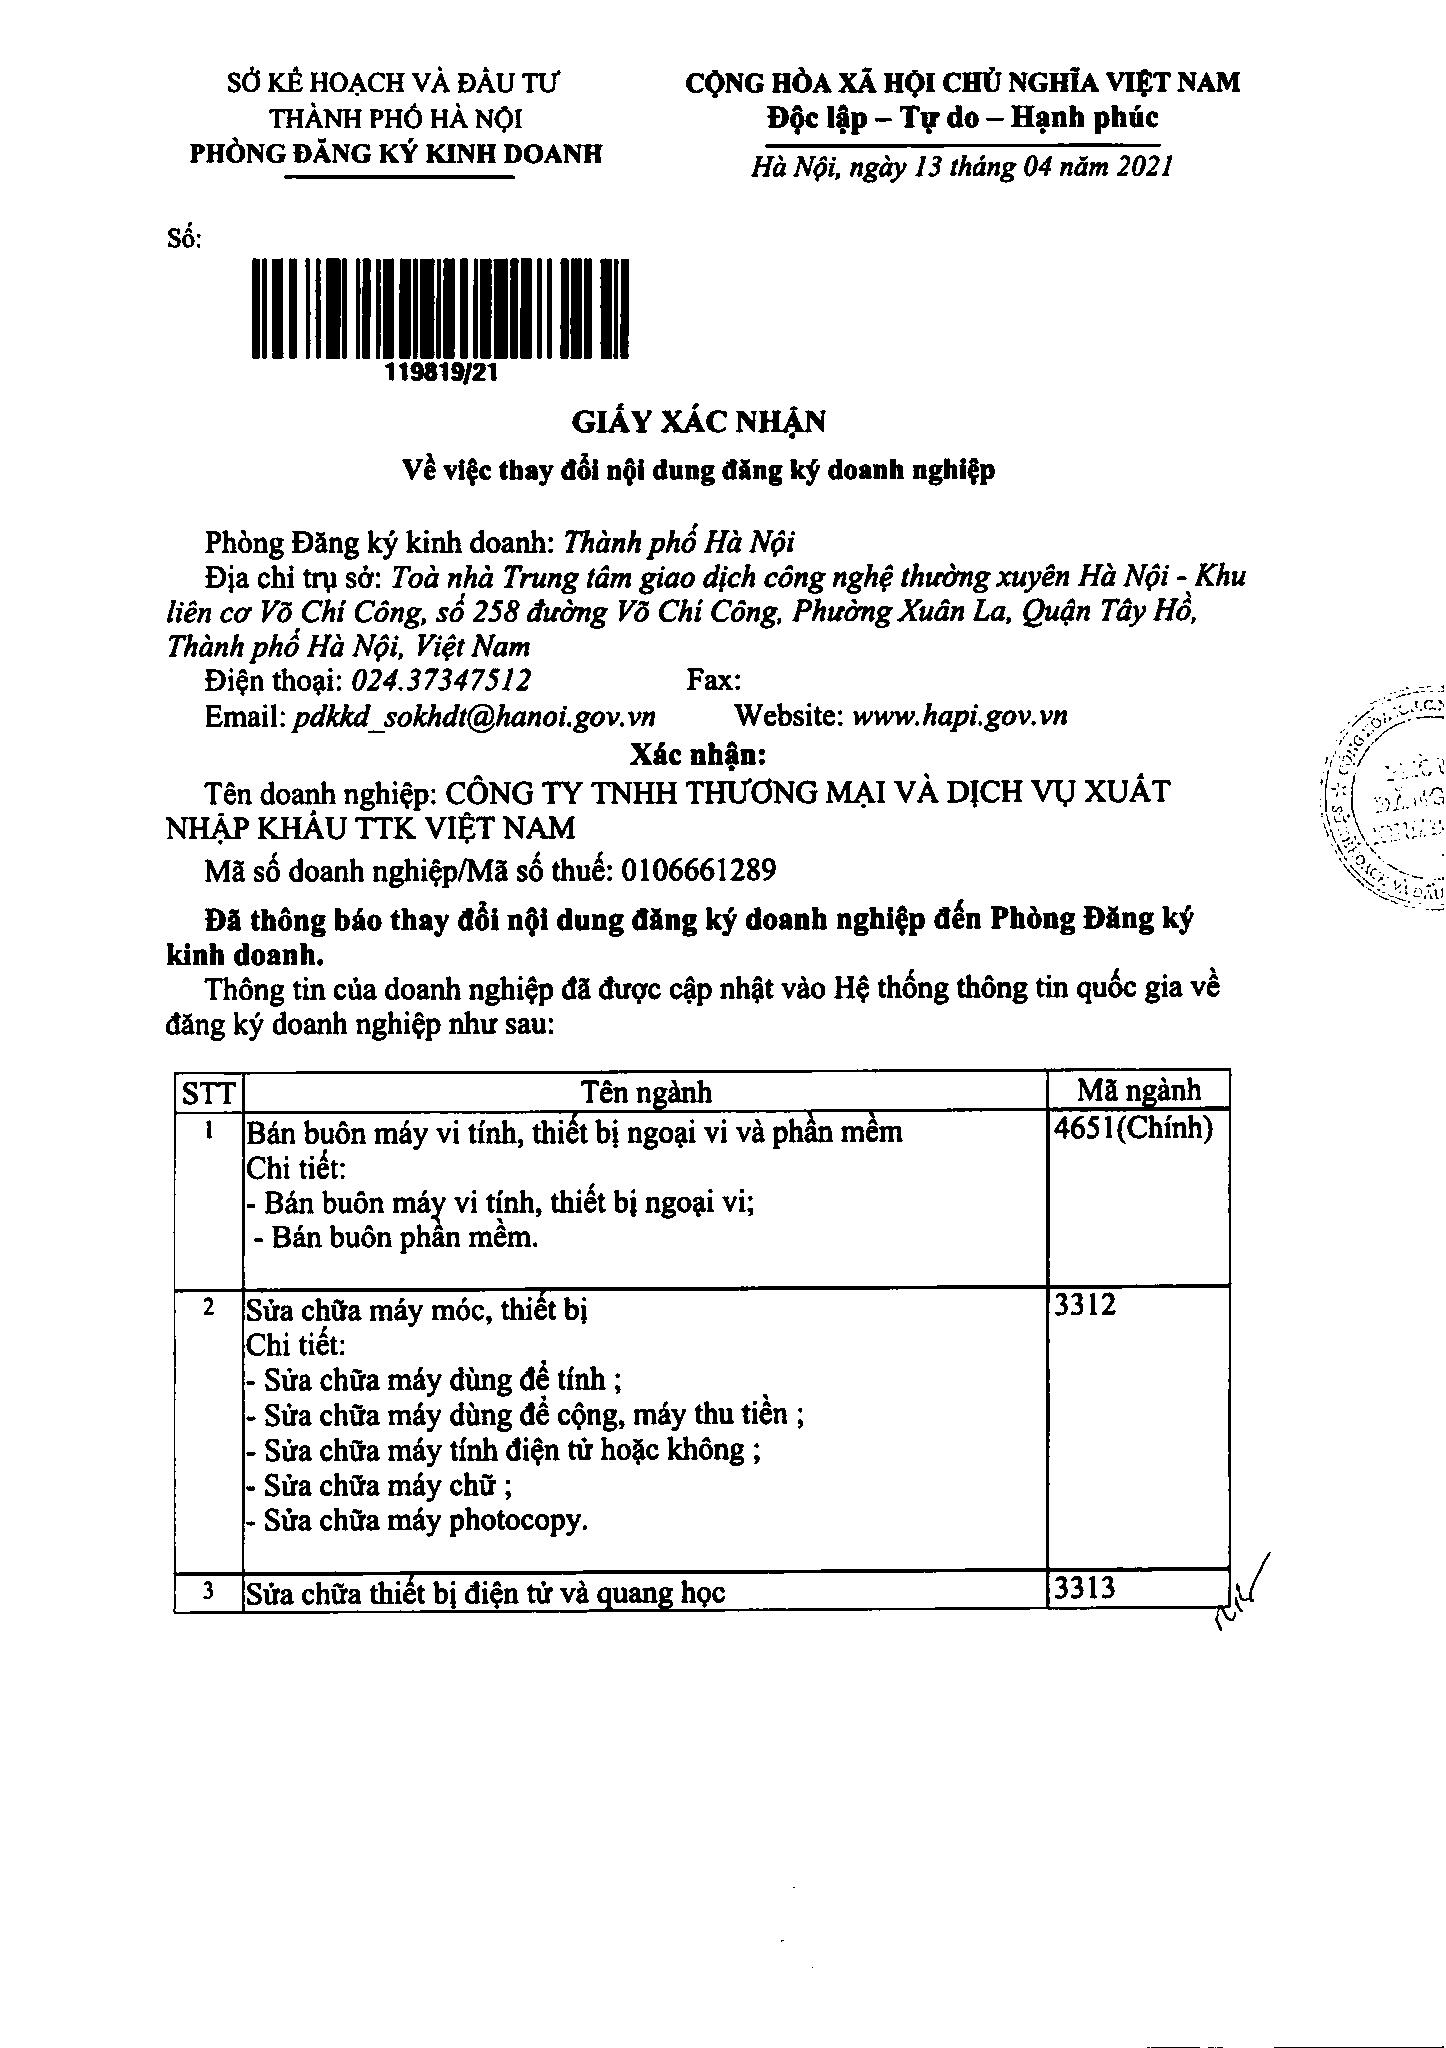 SỞ KẾ HOẠCH VÀ ĐẦU TƯ
THÀNH PHỐ HÀ NỘI
PHÒNG ĐĂNG KÝ KINH DOANH
CỘNG HÒA XÃ HỘI CHỦ NGHĨA VIỆT NAM
Độc lập – Tự do – Hạnh phúc
Hà Nội, ngày 13 tháng 04 năm 2021
Số:
119819/21
GIẤY XÁC NHẬN
Về việc thay đổi nội dung đăng ký doanh nghiệp
Phòng Đăng ký kinh doanh: Thành phố Hà Nội
Địa chỉ trụ sở: Toà nhà Trung tâm giao dịch công nghệ thường xuyên Hà Nội - Khu
liên cơ Võ Chí Công, số 258 đường Võ Chí Công, Phường Xuân La, Quận Tây Hồ,
Thành phố Hà Nội, Việt Nam
Điện thoại: 024.37347512 Fax:
Email: pdkkd_sokhdt@hanoi.gov.vn Website: www.hapi.gov.vn
Xác nhận:
Tên doanh nghiệp: CÔNG TY TNHH THƯƠNG MẠI VÀ DỊCH VỤ XUẤT
NHẬP KHẨU TTK VIỆT NAM
Mã số doanh nghiệp/Mã số thuế: 0106661289
Đã thông báo thay đổi nội dung đăng ký doanh nghiệp đến Phòng Đăng ký
kinh doanh.
Thông tin của doanh nghiệp đã được cập nhật vào Hệ thống thông tin quốc gia về
đăng ký doanh nghiệp như sau:
STT Tên ngành Mã ngành
1 Bán buôn máy vi tính, thiết bị ngoại vi và phần mềm 4651(Chính)
Chi tiết:
- Bán buôn máy vi tính, thiết bị ngoại vi;
- Bán buôn phần mềm.
2 Sửa chữa máy móc, thiết bị 3312
Chi tiết:
- Sửa chữa máy dùng để tính ;
- Sửa chữa máy dùng để cộng, máy thu tiền ;
- Sửa chữa máy tính điện tử hoặc không ;
- Sửa chữa máy chữ ;
- Sửa chữa máy photocopy.
3 Sửa chữa thiết bị điện tử và quang học 3313